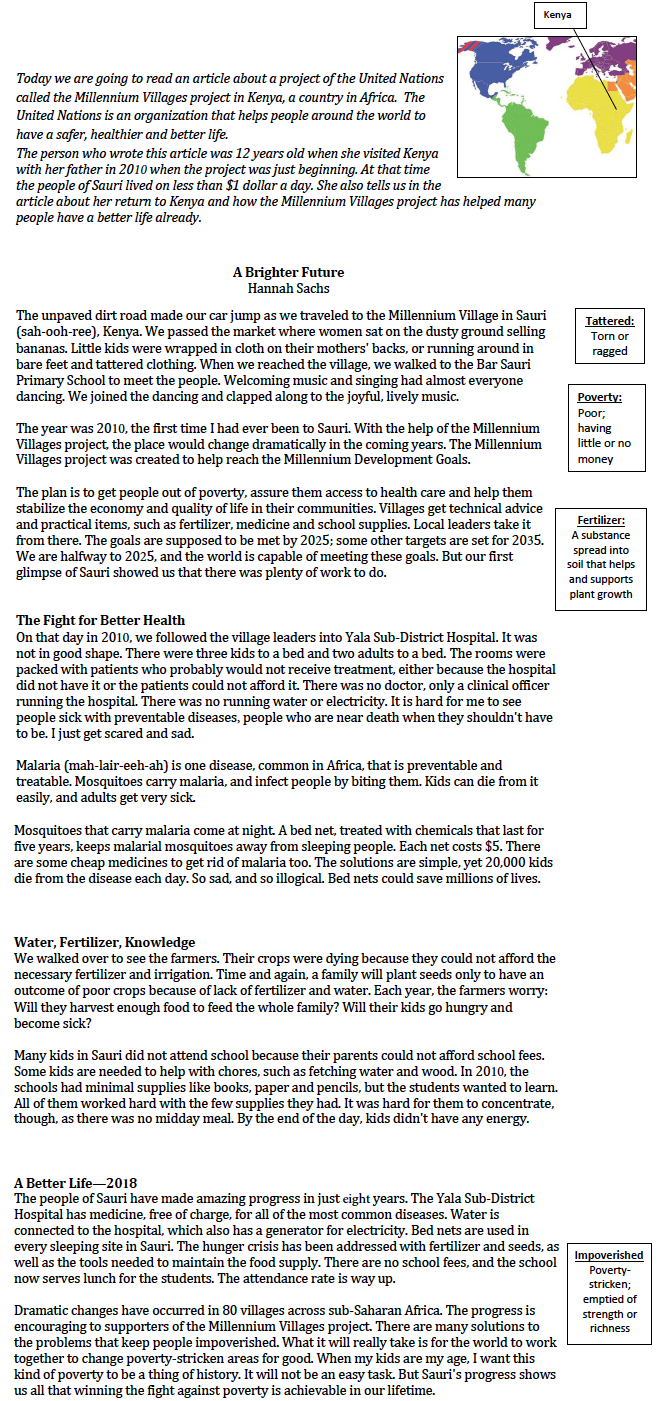 Kenya
Today we are going to read an article about a project of the United Nations
called the Millennium Villages project in Kenya, a country in Africa.  The
United Nations is an organization that helps people around the world to
have a safer, healthier and better life.
The person who wrote this article was 12 years old when she visited Kenya
with her father in 2010 when the project was just beginning. At that time
the people of Sauri lived on less than $1 dollar a day. She also tells us in the
article about her return to Kenya and how the Millennium Villages project has helped many
people have a better life already.
A Brighter Future
Hannah Sachs
The unpaved dirt road made our car jump as we traveled to the Millennium Village in Sauri
(sah-ooh-ree), Kenya. We passed the market where women sat on the dusty ground selling
bananas. Little kids were wrapped in cloth on their mothers' backs, or running around in
bare feet and tattered clothing. When we reached the village, we walked to the Bar Sauri
Primary School to meet the people. Welcoming music and singing had almost everyone
dancing. We joined the dancing and clapped along to the joyful, lively music.
Tattered:
Torn or
ragged
The year was 2010, the first time I had ever been to Sauri. With the help of the Millennium
Villages project, the place would change dramatically in the coming years. The Millennium
Villages project was created to help reach the Millennium Development Goals.
Poverty:
Poor;
having
little or no
money
The plan is to get people out of poverty, assure them access to health care and help them
stabilize the economy and quality of life in their communities. Villages get technical advice
and practical items, such as fertilizer, medicine and school supplies. Local leaders take it
from there. The goals are supposed to be met by 2025; some other targets are set for 2035.
We are halfway to 2025, and the world is capable of meeting these goals. But our first
glimpse of Sauri showed us that there was plenty of work to do.
Fertilizer:
A substance
spread into
soil that helps
and supports
plant growth
The Fight for Better Health
On that day in 2010, we followed the village leaders into Yala Sub-District Hospital. It was
not in good shape. There were three kids to a bed and two adults to a bed. The rooms were
packed with patients who probably would not receive treatment, either because the hospital
did not have it or the patients could not afford it. There was no doctor, only a clinical officer
running the hospital. There was no running water or electricity. It is hard for me to see
people sick with preventable diseases, people who are near death when they shouldn't have
to be. I just get scared and sad.
Malaria (mah-lair-eeh-ah) is one disease, common in Africa, that is preventable and
treatable. Mosquitoes carry malaria, and infect people by biting them. Kids can die from it
easily, and adults get very sick.
Mosquitoes that carry malaria come at night. A bed net, treated with chemicals that last for
five years, keeps malarial mosquitoes away from sleeping people. Each net costs $5. There
are some cheap medicines to get rid of malaria too. The solutions are simple, yet 20,000 kids
die from the disease each day. So sad, and so illogical. Bed nets could save millions of lives.
Water, Fertilizer, Knowledge
We walked over to see the farmers. Their crops were dying because they could not afford the
necessary fertilizer and irrigation. Time and again, a family will plant seeds only to have an
outcome of poor crops because of lack of fertilizer and water. Each year, the farmers worry:
Will they harvest enough food to feed the whole family? Will their kids go hungry and
become sick?
Many kids in Sauri did not attend school because their parents could not afford school fees.
Some kids are needed to help with chores, such as fetching water and wood. In 2010, the
schools had minimal supplies like books, paper and pencils, but the students wanted to learn.
All of them worked hard with the few supplies they had. It was hard for them to concentrate,
though, as there was no midday meal. By the end of the day, kids didn't have any energy.
A Better Life—2018
The people of Sauri have made amazing progress in just eight years. The Yala Sub-District
Hospital has medicine, free of charge, for all of the most common diseases. Water is
connected to the hospital, which also has a generator for electricity. Bed nets are used in
every sleeping site in Sauri. The hunger crisis has been addressed with fertilizer and seeds, as
well as the tools needed to maintain the food supply. There are no school fees, and the school
now serves lunch for the students. The attendance rate is way up.
Impoverished
Poverty-
stricken;
emptied of
strength or
richness
Dramatic changes have occurred in 80 villages across sub-Saharan Africa. The progress is
encouraging to supporters of the Millennium Villages project. There are many solutions to
the problems that keep people impoverished. What it will really take is for the world to work
together to change poverty-stricken areas for good. When my kids are my age, I want this
kind of poverty to be a thing of history. It will not be an easy task. But Sauri's progress shows
us all that winning the fight against poverty is achievable in our lifetime.